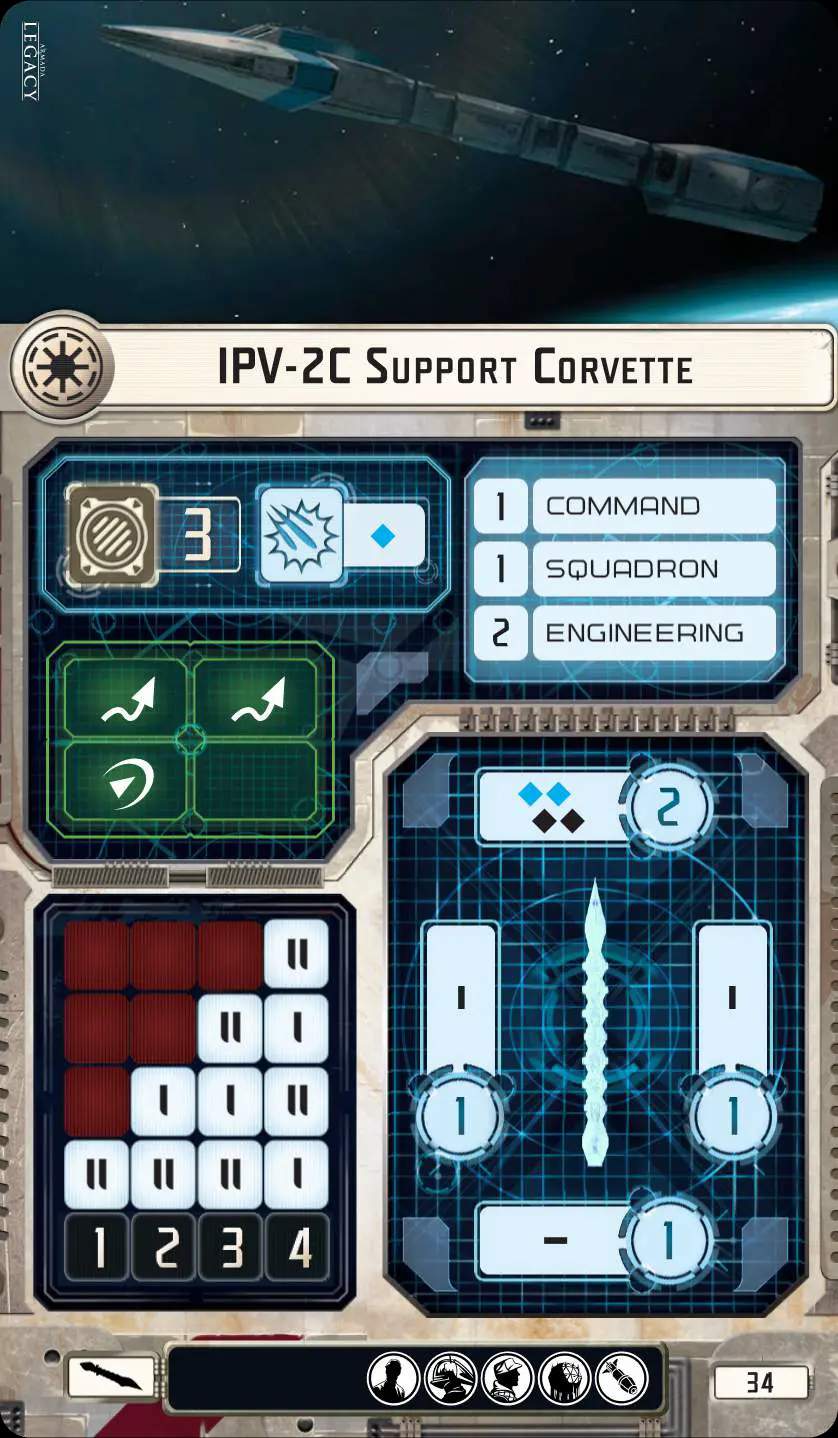 ARMADA
LEGACY
IPV-2C SUPPORT CORVETTE
3
1 COMMAND
1 SQUADRON
2 ENGINEERING
2
- -
1 1
- 1
II
II I
I I II
II II II I
1 2 3 4
34